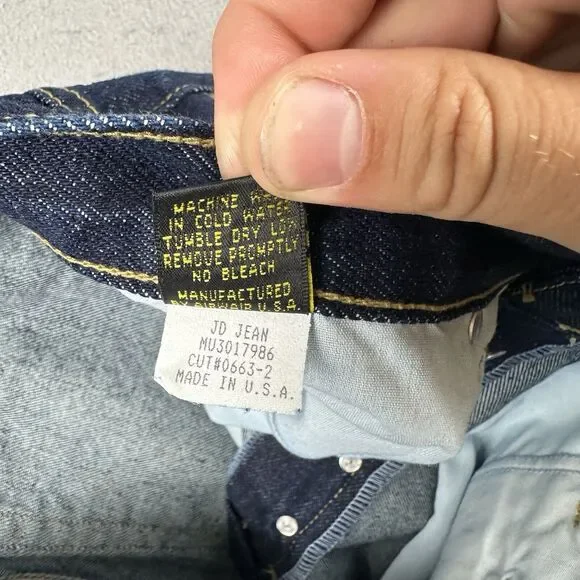 MACHINE
IN COLD WATER
TUMBLE DRY
REMOVE PROMPTLY
NO BLEACH
MANUFACTURED
U.S.A.
JD JEAN
MU3017986
CUT#0663-2
MADE IN U.S.A.